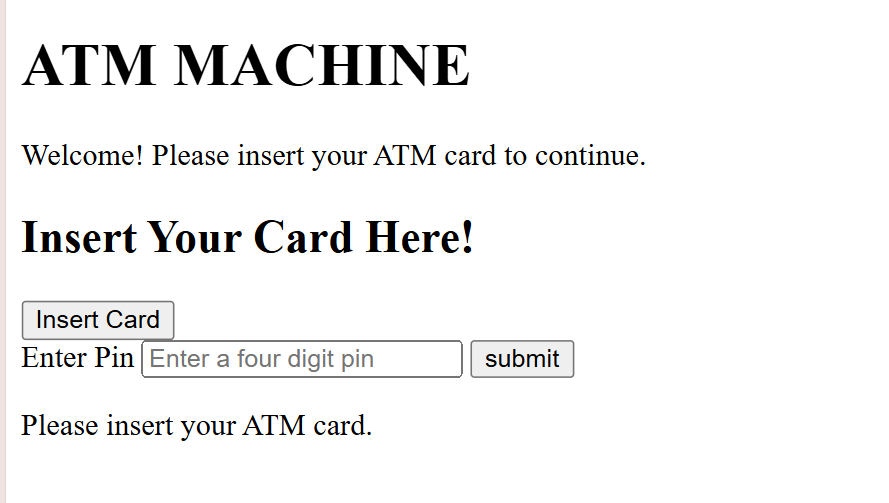 ATM MACHINE
Welcome! Please insert your ATM card to continue.
Insert Your Card Here!
Insert Card
Enter Pin Enter a four digit pin submit
Please insert your ATM card.